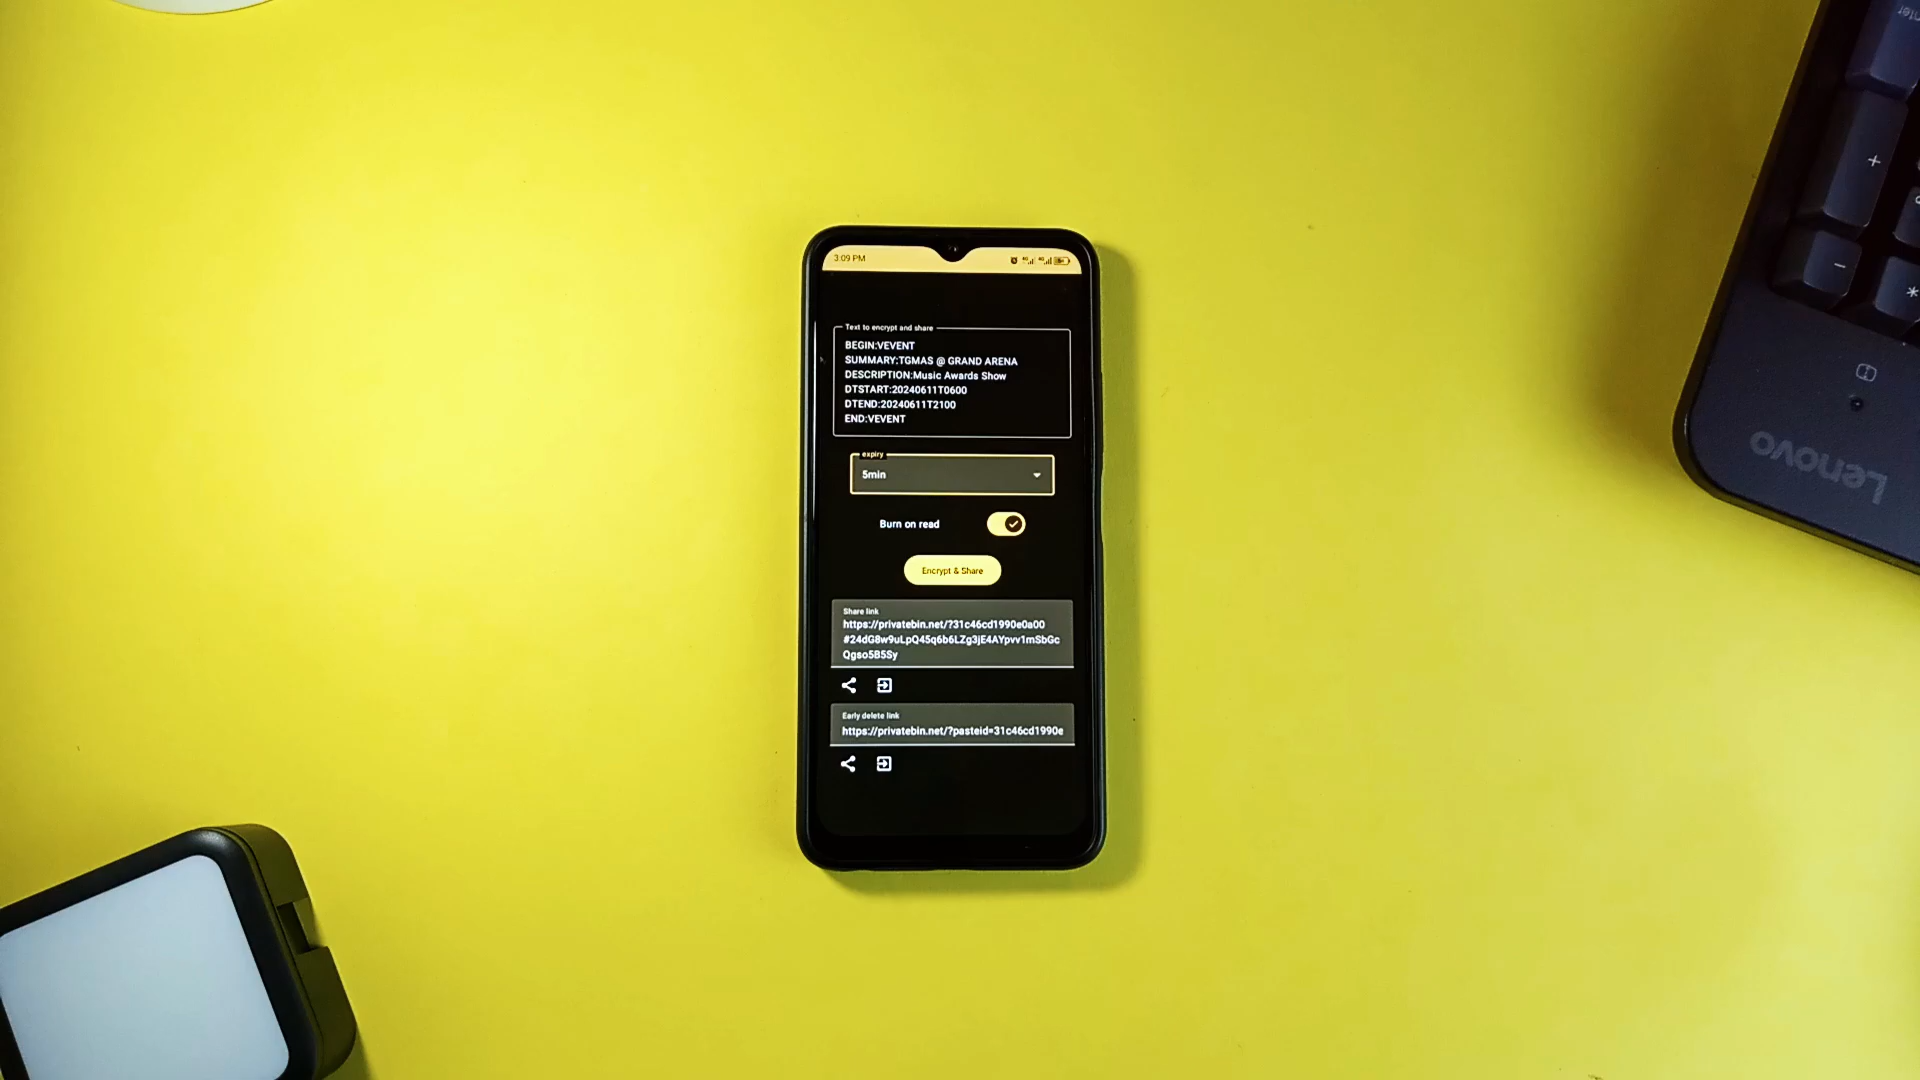 3:09 PM
Text to encrypt and share
BEGIN:VEVENT
SUMMARY:TGMAS @ GRAND ARENA
DESCRIPTION:Music Awards Show
DTSTART:20240611T0600
DTEND:20240611T2100
END:VEVENT
expiry
5min
Burn on read
Encrypt & Share
Share link
https://privatebin.net/?31c46cd1990e0a00
#24dG8w9uLpQ45q6b6LZg3jE4AYpvv1mSbGc
Qgso5B5Sy
Early delete link
https://privatebin.net/?pasteid=31c46cd1990e
+
-
*
Lenovo